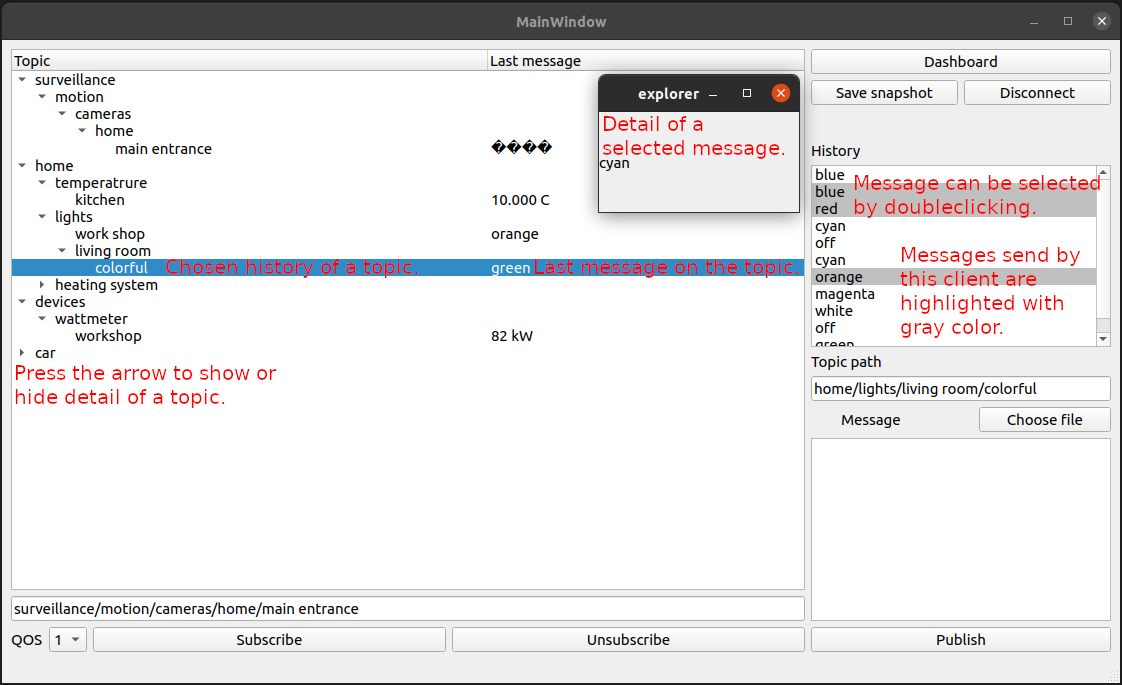 MainWindow
Topic
Last message
surveillance
motion
cameras
home
main entrance
����
home
temperatrure
kitchen
10.000 C
lights
work shop
orange
living room
colorful
Chosen history of a topic.
green
Last message on the topic.
heating system
devices
wattmeter
workshop
82 kW
car
Press the arrow to show or
hide detail of a topic.
explorer
Detail of a
selected message.
cyan
surveillance/motion/cameras/home/main entrance
QOS
1
Subscribe
Unsubscribe
Dashboard
Save snapshot
Disconnect
History
blue
blue
red
cyan
off
cyan
orange
magenta
white
off
green
Message can be selected
by doubleclicking.
Messages send by
this client are
highlighted with
gray color.
Topic path
home/lights/living room/colorful
Message
Choose file
Publish